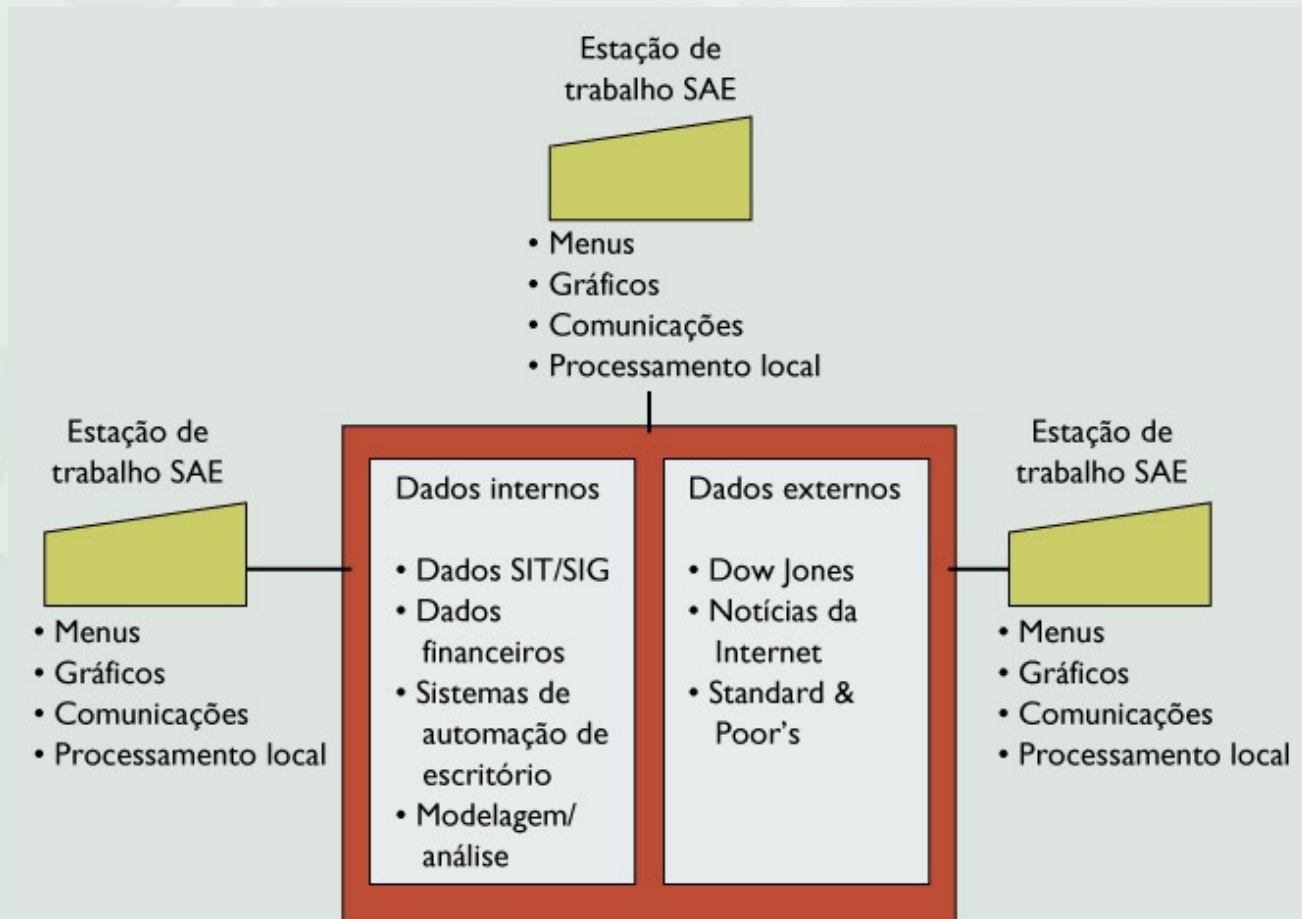 Estação de
trabalho SAE
• Menus
• Gráficos
• Comunicações
• Processamento local
Estação de
trabalho SAE
• Menus
• Gráficos
• Comunicações
• Processamento local
Dados internos
• Dados SIT/SIG
• Dados
financeiros
• Sistemas de
automação de
escritório
• Modelagem/
análise
Dados externos
• Dow Jones
• Notícias da
Internet
• Standard &
Poor's
Estação de
trabalho SAE
• Menus
• Gráficos
• Comunicações
• Processamento local